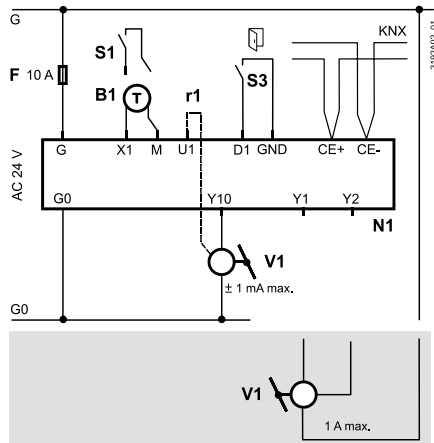 G
KNX
S1
F 10 A
S3
B1 T
r1
3192A02_01
AC 24 V
G X1 M U1 D1 GND CE+ CE-
G0 Y10 Y1 Y2
N1
V1
± 1 mA max.
G0
V1
1 A max.